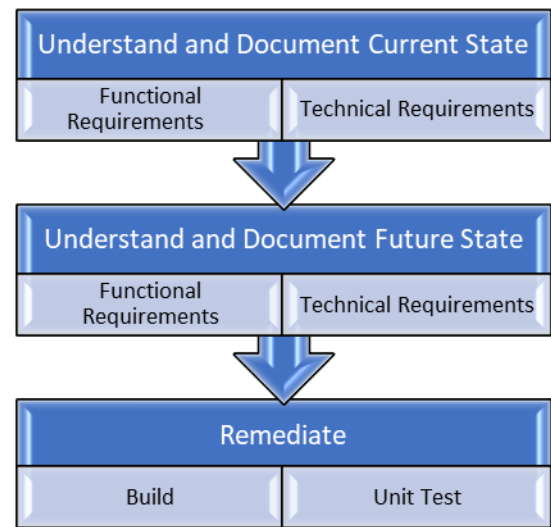 Understand and Document Current State
Functional
Requirements
Technical Requirements
Understand and Document Future State
Functional
Requirements
Technical Requirements
Remediate
Build
Unit Test